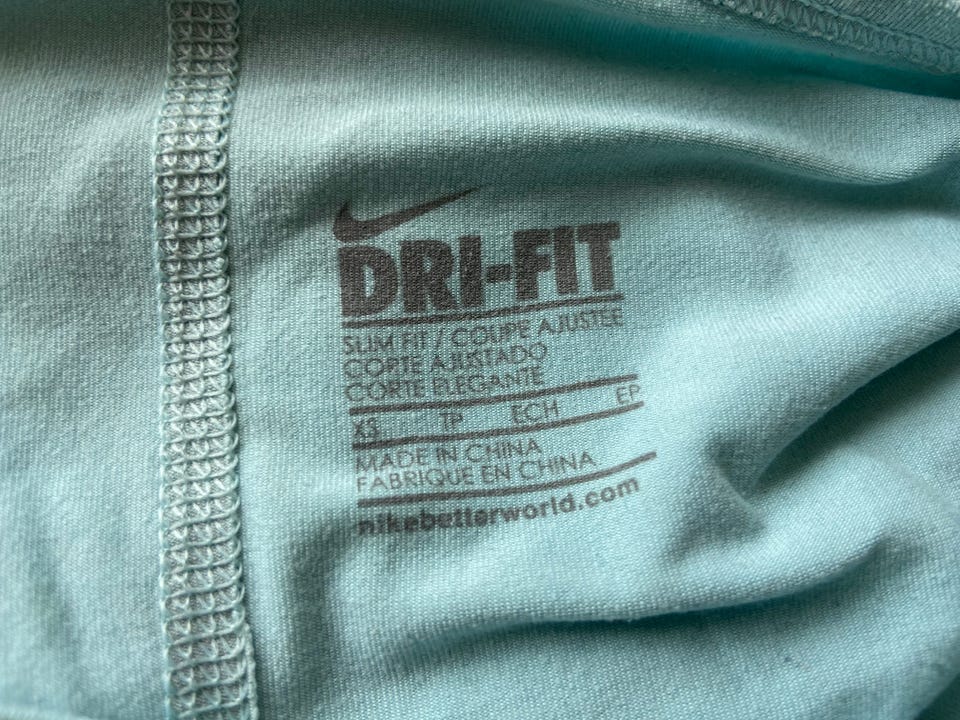 DRI-FIT
SLIM FIT / COUPE AJUSTÉE
CORTE AJUSTADO
CORTE ELEGANTE
XS TP ECH EP
MADE IN CHINA
FABRIQUE EN CHINA
nikebetterworld.com